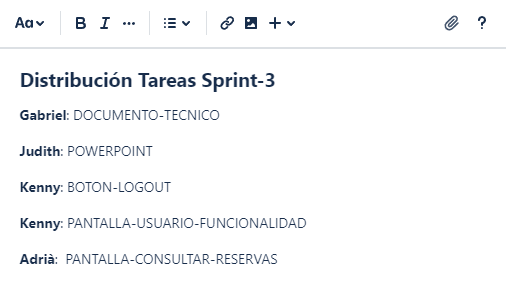 Aa
B I ...
?
Distribución Tareas Sprint-3
Gabriel: DOCUMENTO-TECNICO
Judith: POWERPOINT
Kenny: BOTON-LOGOUT
Kenny: PANTALLA-USUARIO-FUNCIONALIDAD
Adrià: PANTALLA-CONSULTAR-RESERVAS